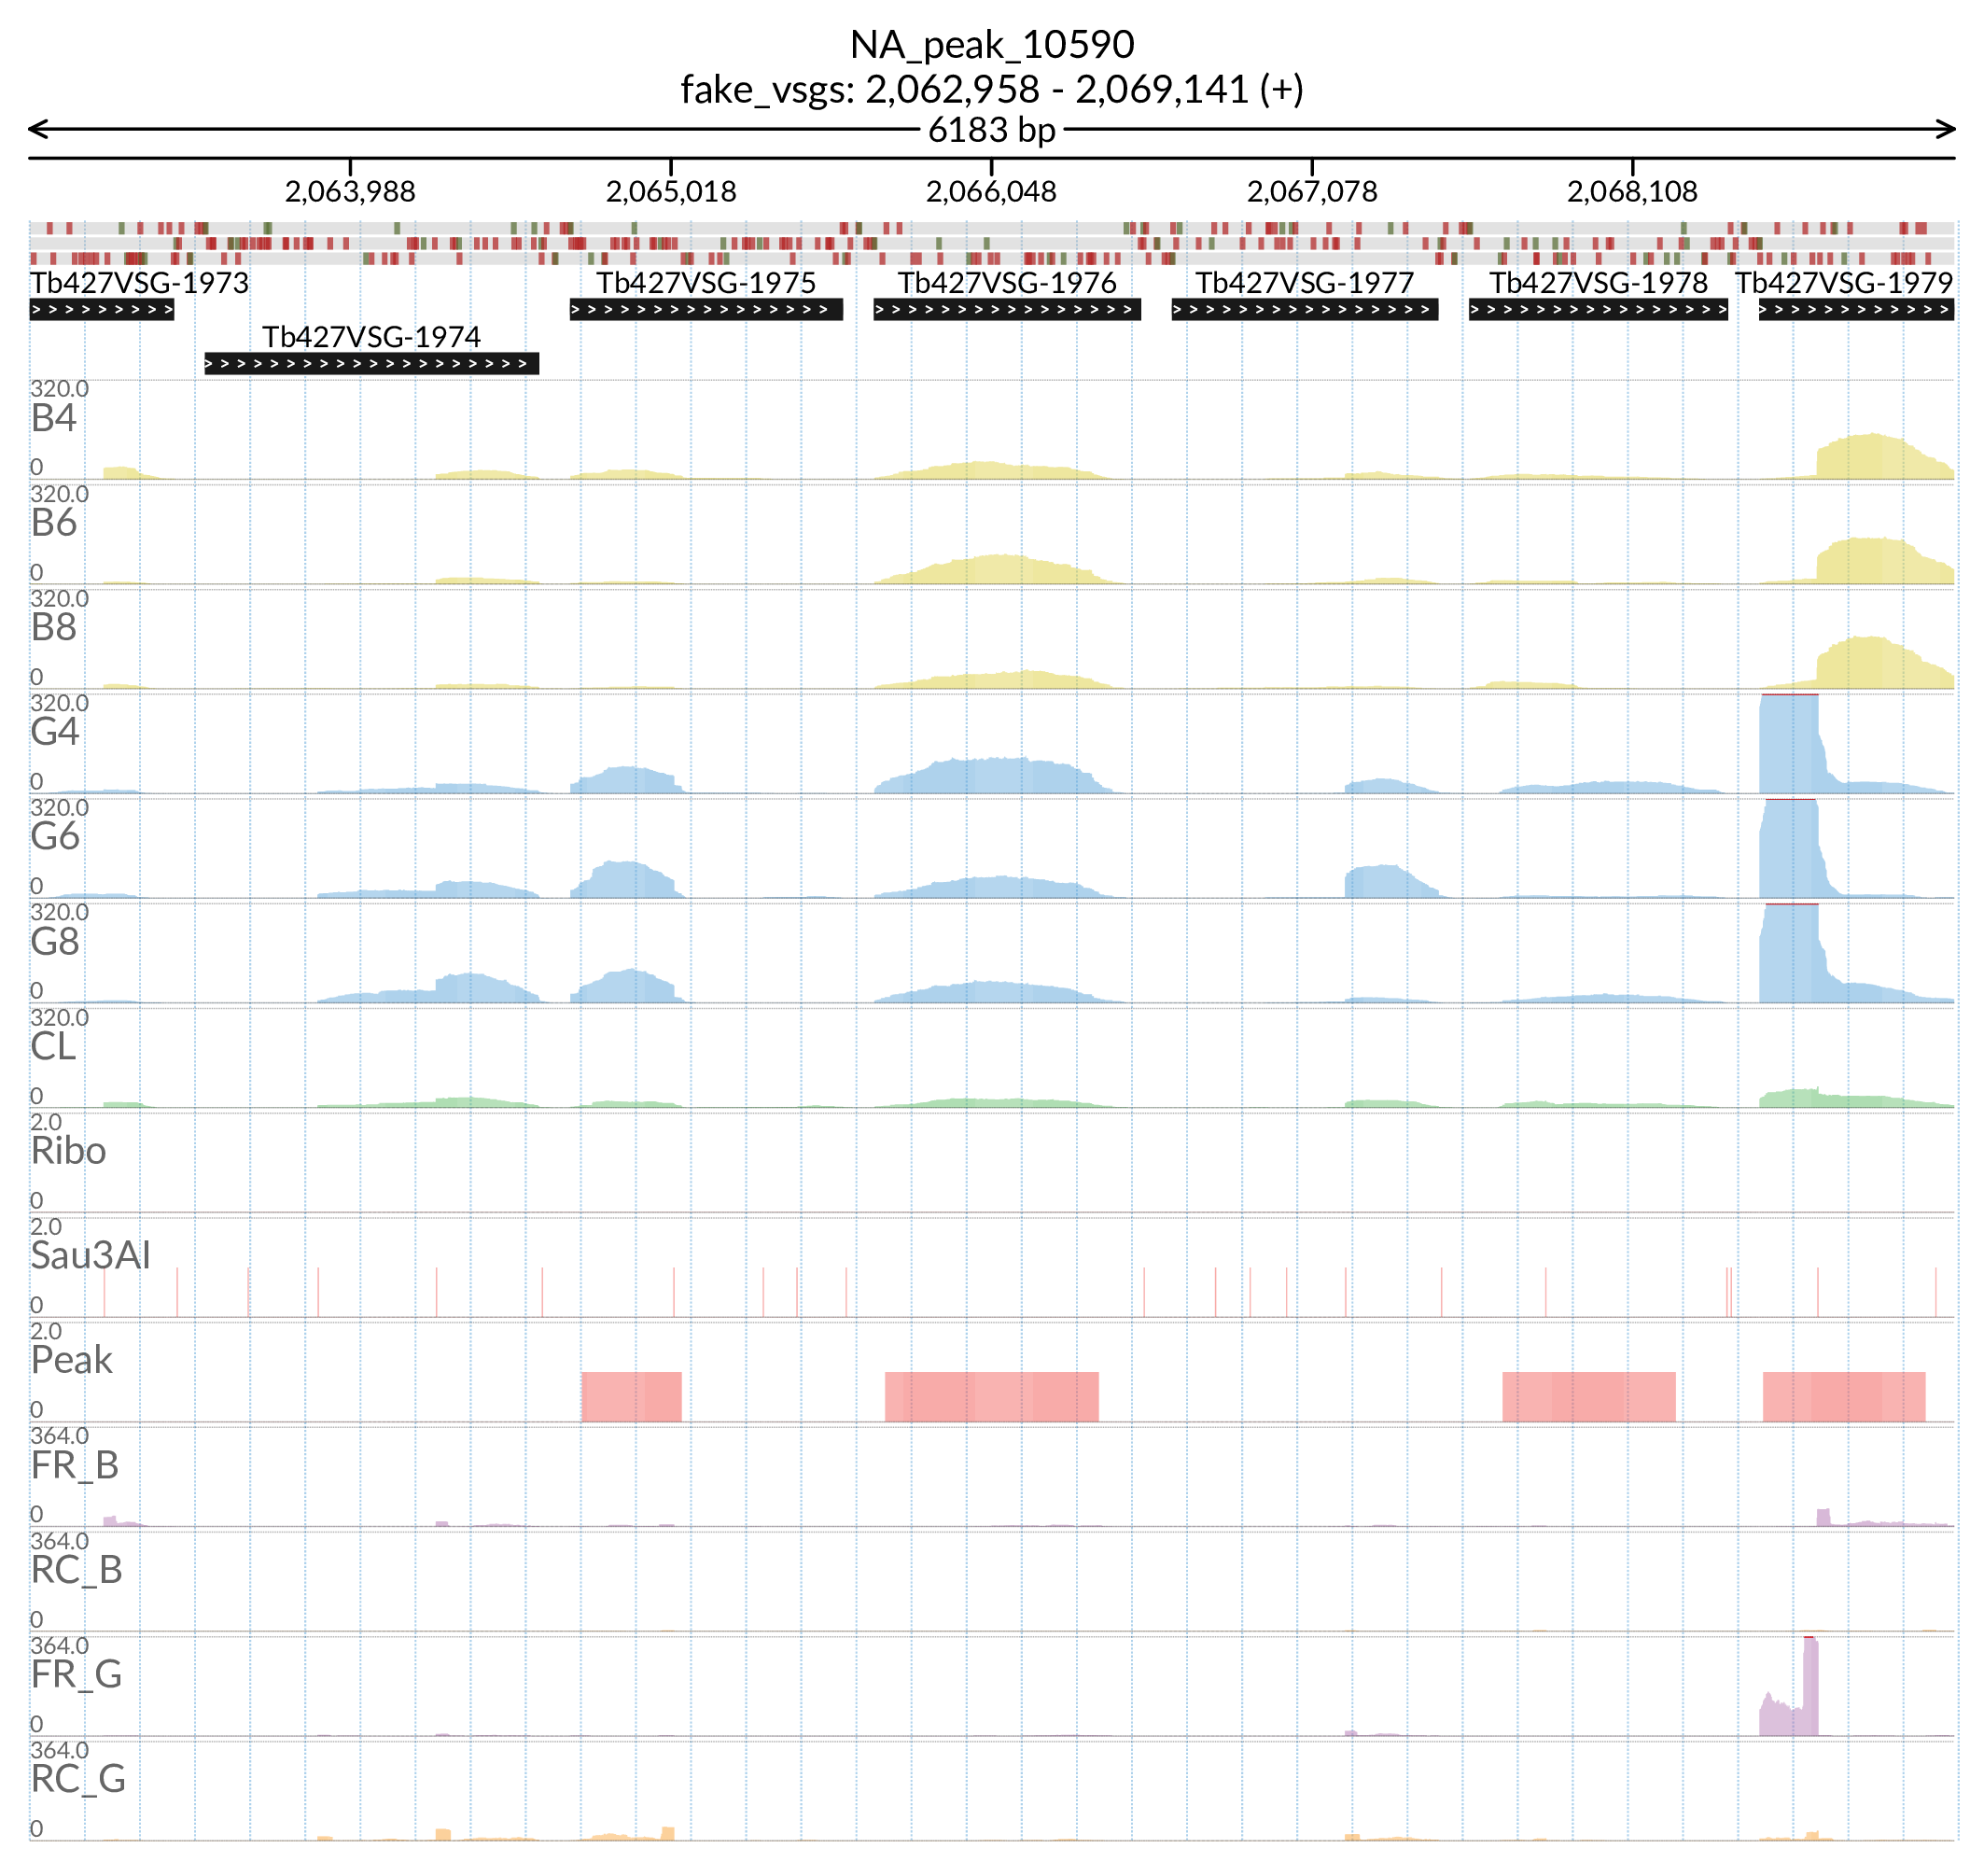 NA_peak_10590
fake_vsgs: 2,062,958 - 2,069,141 (+)
6183 bp
2,063,988 2,065,018 2,066,048 2,067,078 2,068,108
Tb427VSG-1973 Tb427VSG-1975 Tb427VSG-1976 Tb427VSG-1977 Tb427VSG-1978 Tb427VSG-1979
Tb427VSG-1974
320.0
B4
0
320.0
B6
0
320.0
B8
0
320.0
G4
0
320.0
G6
0
320.0
G8
0
320.0
CL
0
2.0
Ribo
0
2.0
Sau3AI
0
2.0
Peak
0
364.0
FR_B
0
364.0
RC_B
0
364.0
FR_G
0
364.0
RC_G
0